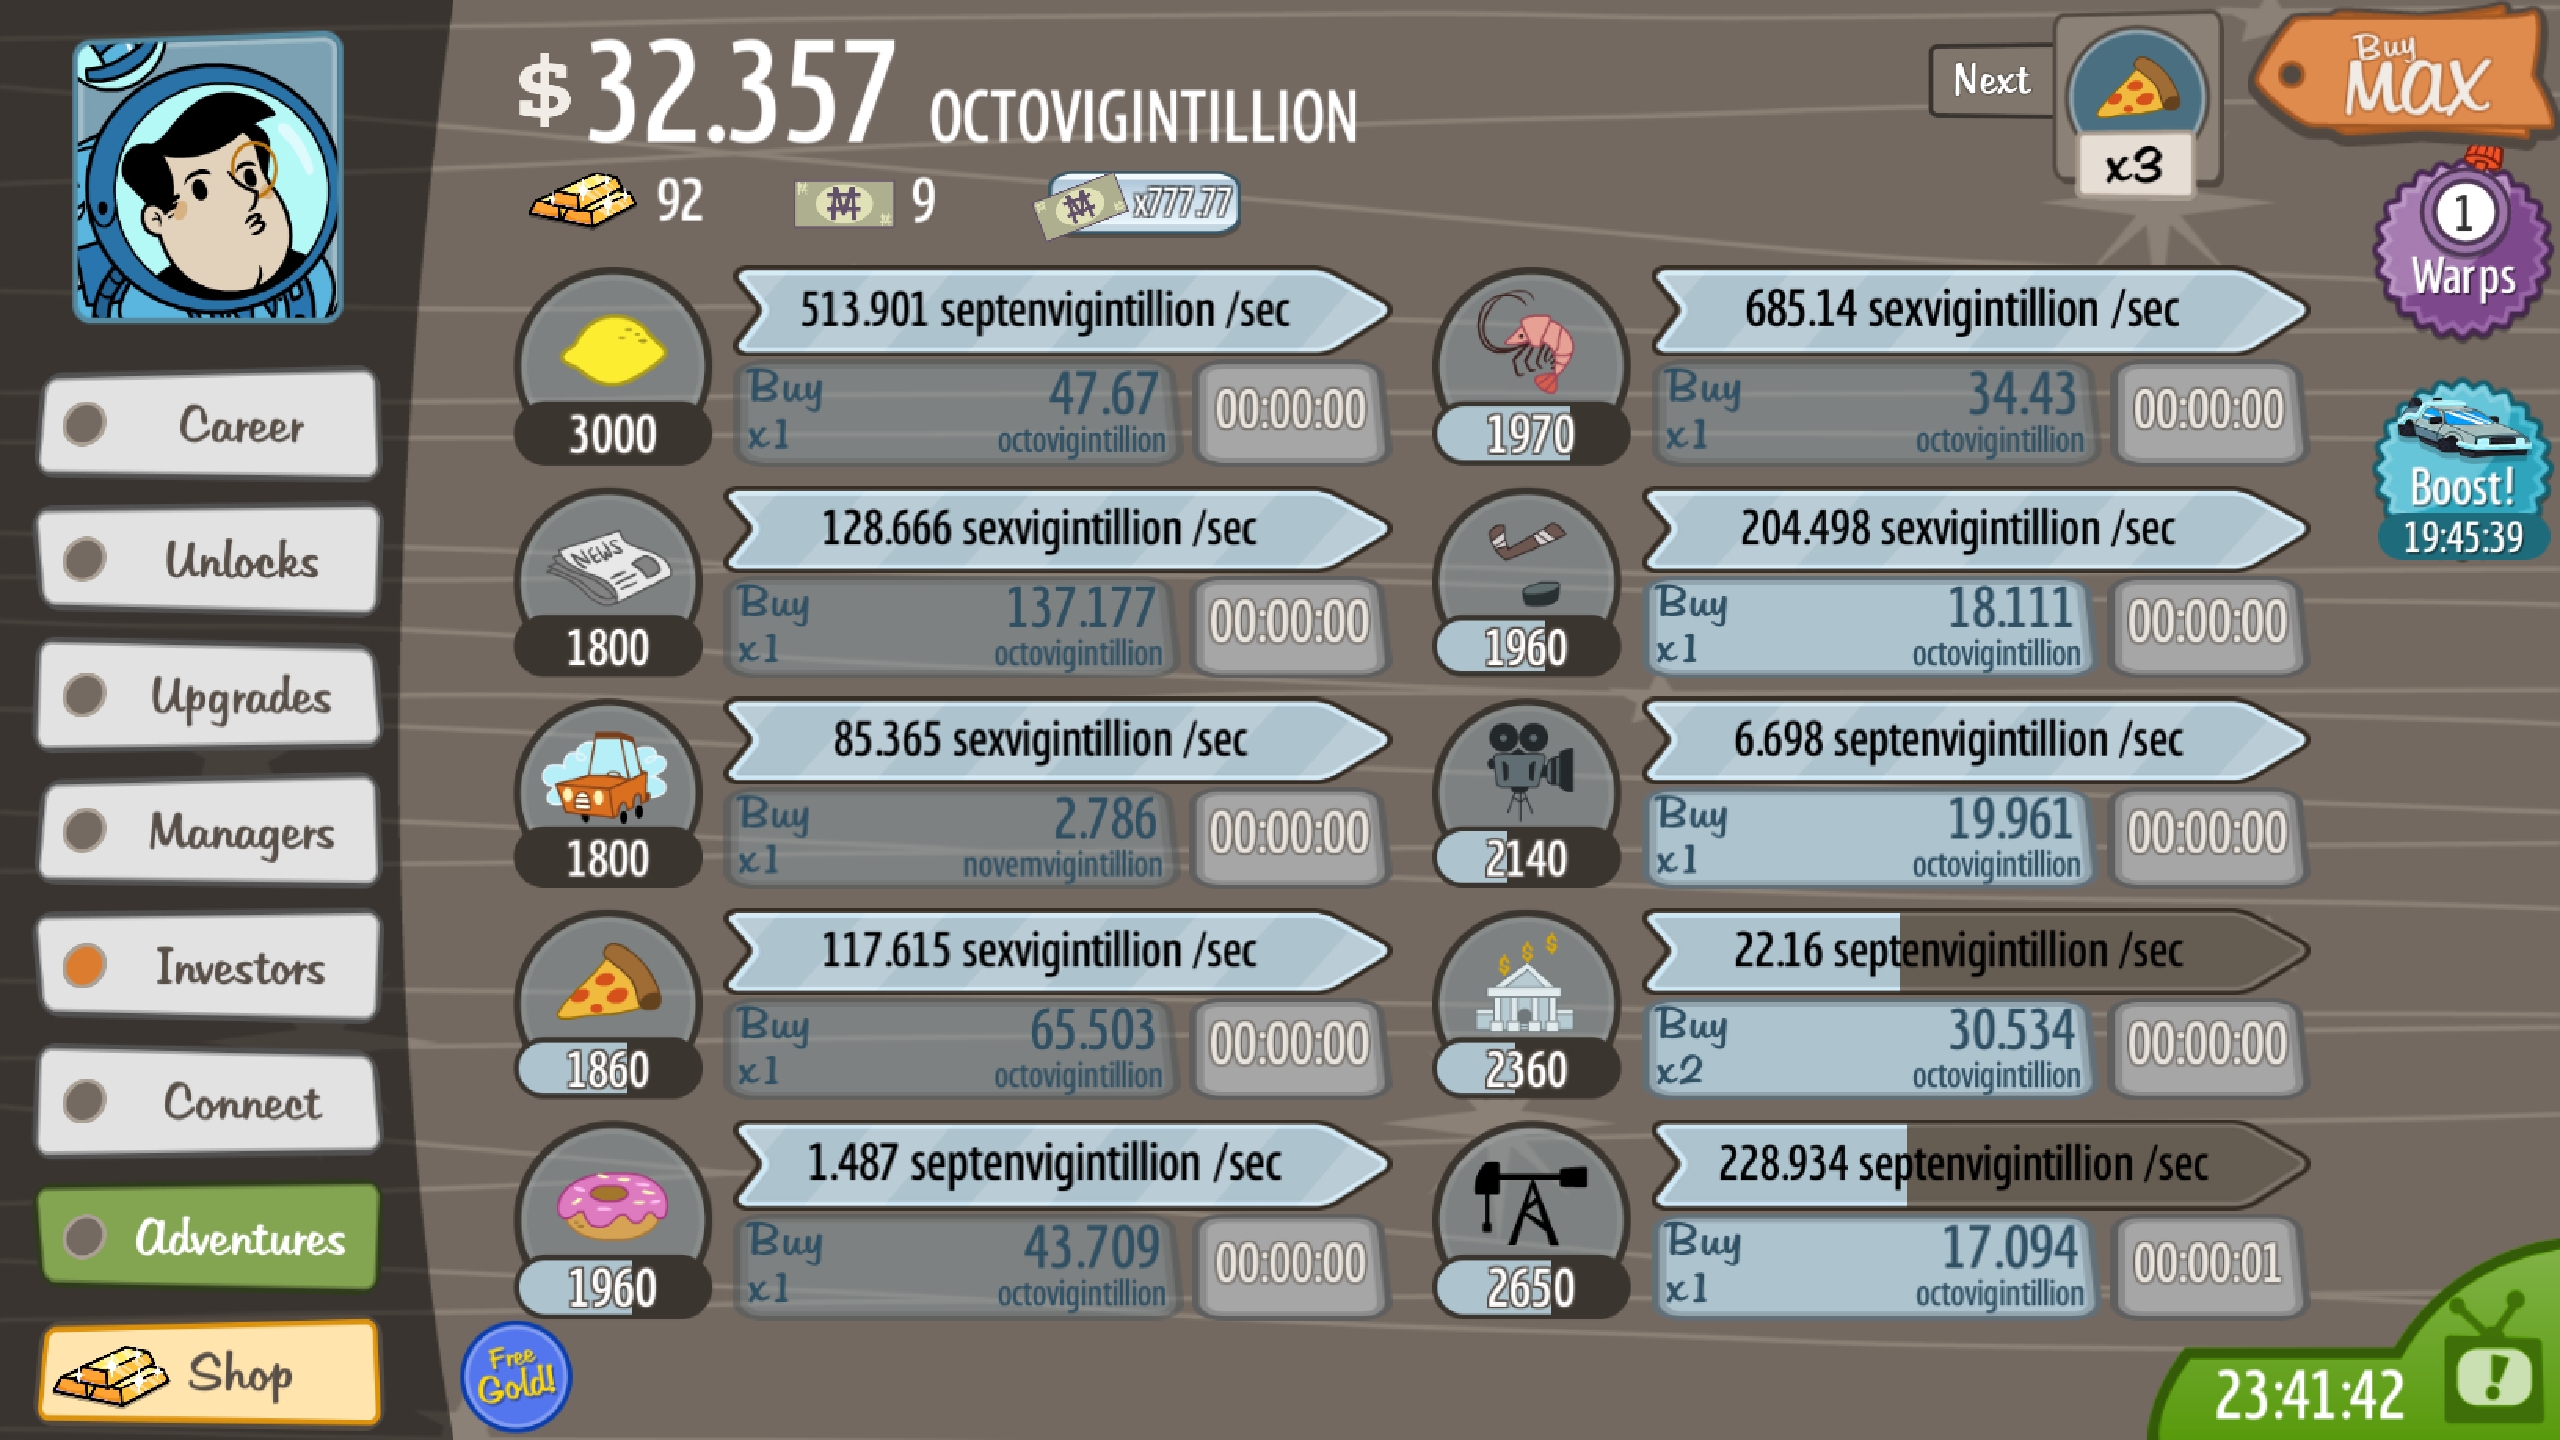 $32.357 OCTOVIGINTILLION
Next
x3
Buy
MAX
92
9
x777.77
1
Warps
Boost!
19:45:39
Career
Unlocks
Upgrades
Managers
Investors
Connect
Adventures
Shop
513.901 septenvigintillion /sec
3000
Buy 47.67
x1 octovigintillion
00:00:00
685.14 sexvigintillion /sec
1970
Buy 34.43
x1 octovigintillion
00:00:00
NEWS
128.666 sexvigintillion /sec
1800
Buy 137.177
x1 octovigintillion
00:00:00
204.498 sexvigintillion /sec
1960
Buy 18.111
x1 octovigintillion
00:00:00
85.365 sexvigintillion /sec
1800
Buy 2.786
x1 novemvigintillion
00:00:00
6.698 septenvigintillion /sec
2140
Buy 19.961
x1 octovigintillion
00:00:00
117.615 sexvigintillion /sec
1860
Buy 65.503
x1 octovigintillion
00:00:00
$ $ $
22.16 septenvigintillion /sec
2360
Buy 30.534
x2 octovigintillion
00:00:00
1.487 septenvigintillion /sec
1960
Buy 43.709
x1 octovigintillion
00:00:00
228.934 septenvigintillion /sec
2650
Buy 17.094
x1 octovigintillion
00:00:01
Free
Gold!
23:41:42
!